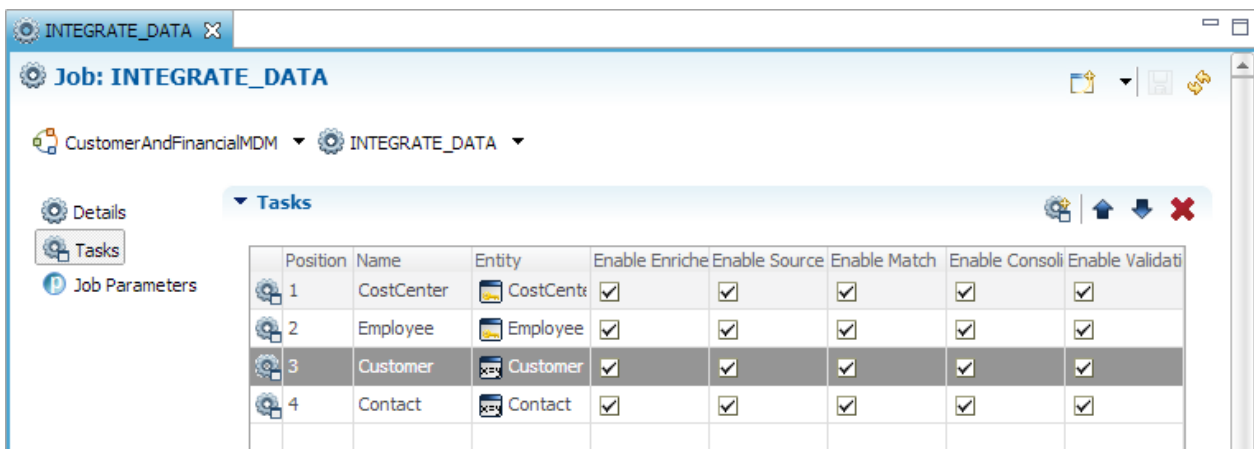 INTEGRATE_DATA
Job: INTEGRATE_DATA
CustomerAndFinancialMDM INTEGRATE_DATA
Details
Tasks
Job Parameters
Tasks
Position Name Entity Enable Enriche Enable Source Enable Match Enable Consoli Enable Validati
1 CostCenter CostCente
2 Employee Employee
3 Customer x=y Customer
4 Contact x=y Contact